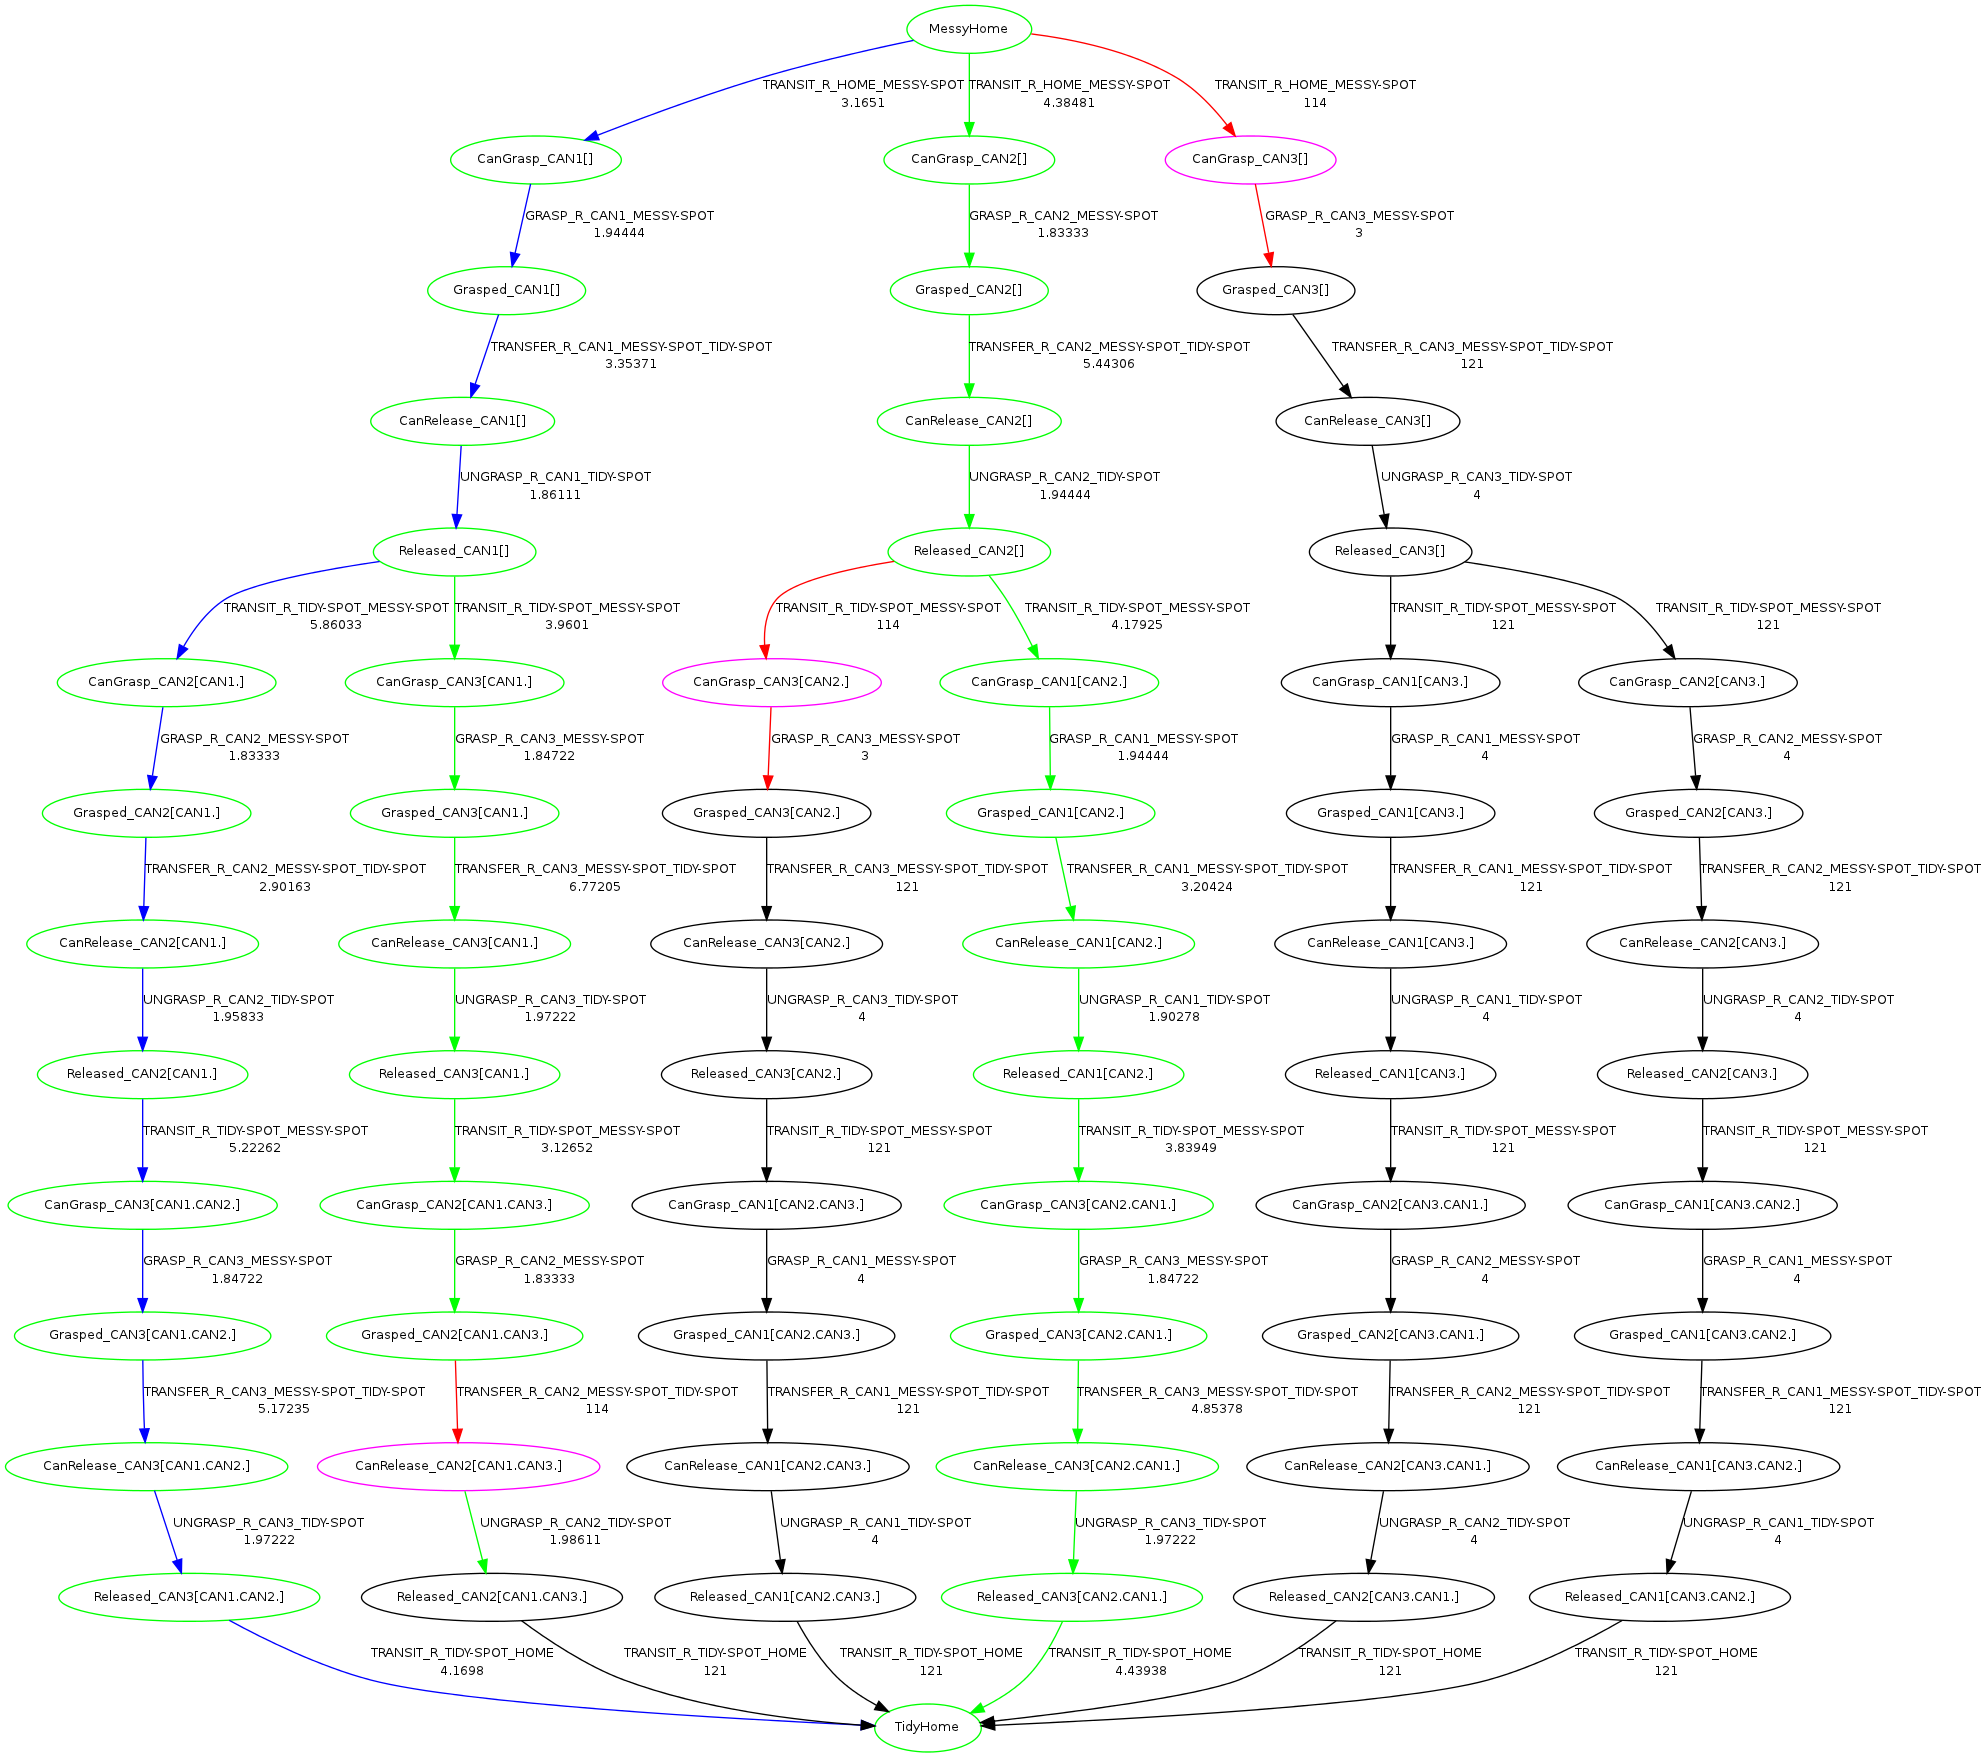 MessyHome
TRANSIT_R_HOME_MESSY-SPOT
3.1651
TRANSIT_R_HOME_MESSY-SPOT
4.38481
TRANSIT_R_HOME_MESSY-SPOT
114
CanGrasp_CAN1[]
CanGrasp_CAN2[]
CanGrasp_CAN3[]
GRASP_R_CAN1_MESSY-SPOT
1.94444
GRASP_R_CAN2_MESSY-SPOT
1.83333
GRASP_R_CAN3_MESSY-SPOT
3
Grasped_CAN1[]
Grasped_CAN2[]
Grasped_CAN3[]
TRANSFER_R_CAN1_MESSY-SPOT_TIDY-SPOT
3.35371
TRANSFER_R_CAN2_MESSY-SPOT_TIDY-SPOT
5.44306
TRANSFER_R_CAN3_MESSY-SPOT_TIDY-SPOT
121
CanRelease_CAN1[]
CanRelease_CAN2[]
CanRelease_CAN3[]
UNGRASP_R_CAN1_TIDY-SPOT
1.86111
UNGRASP_R_CAN2_TIDY-SPOT
1.94444
UNGRASP_R_CAN3_TIDY-SPOT
4
Released_CAN1[]
Released_CAN2[]
Released_CAN3[]
TRANSIT_R_TIDY-SPOT_MESSY-SPOT
5.86033
TRANSIT_R_TIDY-SPOT_MESSY-SPOT
3.9601
TRANSIT_R_TIDY-SPOT_MESSY-SPOT
114
TRANSIT_R_TIDY-SPOT_MESSY-SPOT
4.17925
TRANSIT_R_TIDY-SPOT_MESSY-SPOT
121
TRANSIT_R_TIDY-SPOT_MESSY-SPOT
121
CanGrasp_CAN2[CAN1.]
CanGrasp_CAN3[CAN1.]
CanGrasp_CAN3[CAN2.]
CanGrasp_CAN1[CAN2.]
CanGrasp_CAN1[CAN3.]
CanGrasp_CAN2[CAN3.]
GRASP_R_CAN2_MESSY-SPOT
1.83333
GRASP_R_CAN3_MESSY-SPOT
1.84722
GRASP_R_CAN3_MESSY-SPOT
3
GRASP_R_CAN1_MESSY-SPOT
1.94444
GRASP_R_CAN1_MESSY-SPOT
4
GRASP_R_CAN2_MESSY-SPOT
4
Grasped_CAN2[CAN1.]
Grasped_CAN3[CAN1.]
Grasped_CAN3[CAN2.]
Grasped_CAN1[CAN2.]
Grasped_CAN1[CAN3.]
Grasped_CAN2[CAN3.]
TRANSFER_R_CAN2_MESSY-SPOT_TIDY-SPOT
2.90163
TRANSFER_R_CAN3_MESSY-SPOT_TIDY-SPOT
6.77205
TRANSFER_R_CAN3_MESSY-SPOT_TIDY-SPOT
121
TRANSFER_R_CAN1_MESSY-SPOT_TIDY-SPOT
3.20424
TRANSFER_R_CAN1_MESSY-SPOT_TIDY-SPOT
121
TRANSFER_R_CAN2_MESSY-SPOT_TIDY-SPOT
121
CanRelease_CAN2[CAN1.]
CanRelease_CAN3[CAN1.]
CanRelease_CAN3[CAN2.]
CanRelease_CAN1[CAN2.]
CanRelease_CAN1[CAN3.]
CanRelease_CAN2[CAN3.]
UNGRASP_R_CAN2_TIDY-SPOT
1.95833
UNGRASP_R_CAN3_TIDY-SPOT
1.97222
UNGRASP_R_CAN3_TIDY-SPOT
4
UNGRASP_R_CAN1_TIDY-SPOT
1.90278
UNGRASP_R_CAN1_TIDY-SPOT
4
UNGRASP_R_CAN2_TIDY-SPOT
4
Released_CAN2[CAN1.]
Released_CAN3[CAN1.]
Released_CAN3[CAN2.]
Released_CAN1[CAN2.]
Released_CAN1[CAN3.]
Released_CAN2[CAN3.]
TRANSIT_R_TIDY-SPOT_MESSY-SPOT
5.22262
TRANSIT_R_TIDY-SPOT_MESSY-SPOT
3.12652
TRANSIT_R_TIDY-SPOT_MESSY-SPOT
121
TRANSIT_R_TIDY-SPOT_MESSY-SPOT
3.83949
TRANSIT_R_TIDY-SPOT_MESSY-SPOT
121
TRANSIT_R_TIDY-SPOT_MESSY-SPOT
121
CanGrasp_CAN3[CAN1.CAN2.]
CanGrasp_CAN2[CAN1.CAN3.]
CanGrasp_CAN1[CAN2.CAN3.]
CanGrasp_CAN3[CAN2.CAN1.]
CanGrasp_CAN2[CAN3.CAN1.]
CanGrasp_CAN1[CAN3.CAN2.]
GRASP_R_CAN3_MESSY-SPOT
1.84722
GRASP_R_CAN2_MESSY-SPOT
1.83333
GRASP_R_CAN1_MESSY-SPOT
4
GRASP_R_CAN3_MESSY-SPOT
1.84722
GRASP_R_CAN2_MESSY-SPOT
4
GRASP_R_CAN1_MESSY-SPOT
4
Grasped_CAN3[CAN1.CAN2.]
Grasped_CAN2[CAN1.CAN3.]
Grasped_CAN1[CAN2.CAN3.]
Grasped_CAN3[CAN2.CAN1.]
Grasped_CAN2[CAN3.CAN1.]
Grasped_CAN1[CAN3.CAN2.]
TRANSFER_R_CAN3_MESSY-SPOT_TIDY-SPOT
5.17235
TRANSFER_R_CAN2_MESSY-SPOT_TIDY-SPOT
114
TRANSFER_R_CAN1_MESSY-SPOT_TIDY-SPOT
121
TRANSFER_R_CAN3_MESSY-SPOT_TIDY-SPOT
4.85378
TRANSFER_R_CAN2_MESSY-SPOT_TIDY-SPOT
121
TRANSFER_R_CAN1_MESSY-SPOT_TIDY-SPOT
121
CanRelease_CAN3[CAN1.CAN2.]
CanRelease_CAN2[CAN1.CAN3.]
CanRelease_CAN1[CAN2.CAN3.]
CanRelease_CAN3[CAN2.CAN1.]
CanRelease_CAN2[CAN3.CAN1.]
CanRelease_CAN1[CAN3.CAN2.]
UNGRASP_R_CAN3_TIDY-SPOT
1.97222
UNGRASP_R_CAN2_TIDY-SPOT
1.98611
UNGRASP_R_CAN1_TIDY-SPOT
4
UNGRASP_R_CAN3_TIDY-SPOT
1.97222
UNGRASP_R_CAN2_TIDY-SPOT
4
UNGRASP_R_CAN1_TIDY-SPOT
4
Released_CAN3[CAN1.CAN2.]
Released_CAN2[CAN1.CAN3.]
Released_CAN1[CAN2.CAN3.]
Released_CAN3[CAN2.CAN1.]
Released_CAN2[CAN3.CAN1.]
Released_CAN1[CAN3.CAN2.]
TRANSIT_R_TIDY-SPOT_HOME
4.1698
TRANSIT_R_TIDY-SPOT_HOME
121
TRANSIT_R_TIDY-SPOT_HOME
121
TRANSIT_R_TIDY-SPOT_HOME
4.43938
TRANSIT_R_TIDY-SPOT_HOME
121
TRANSIT_R_TIDY-SPOT_HOME
121
TidyHome